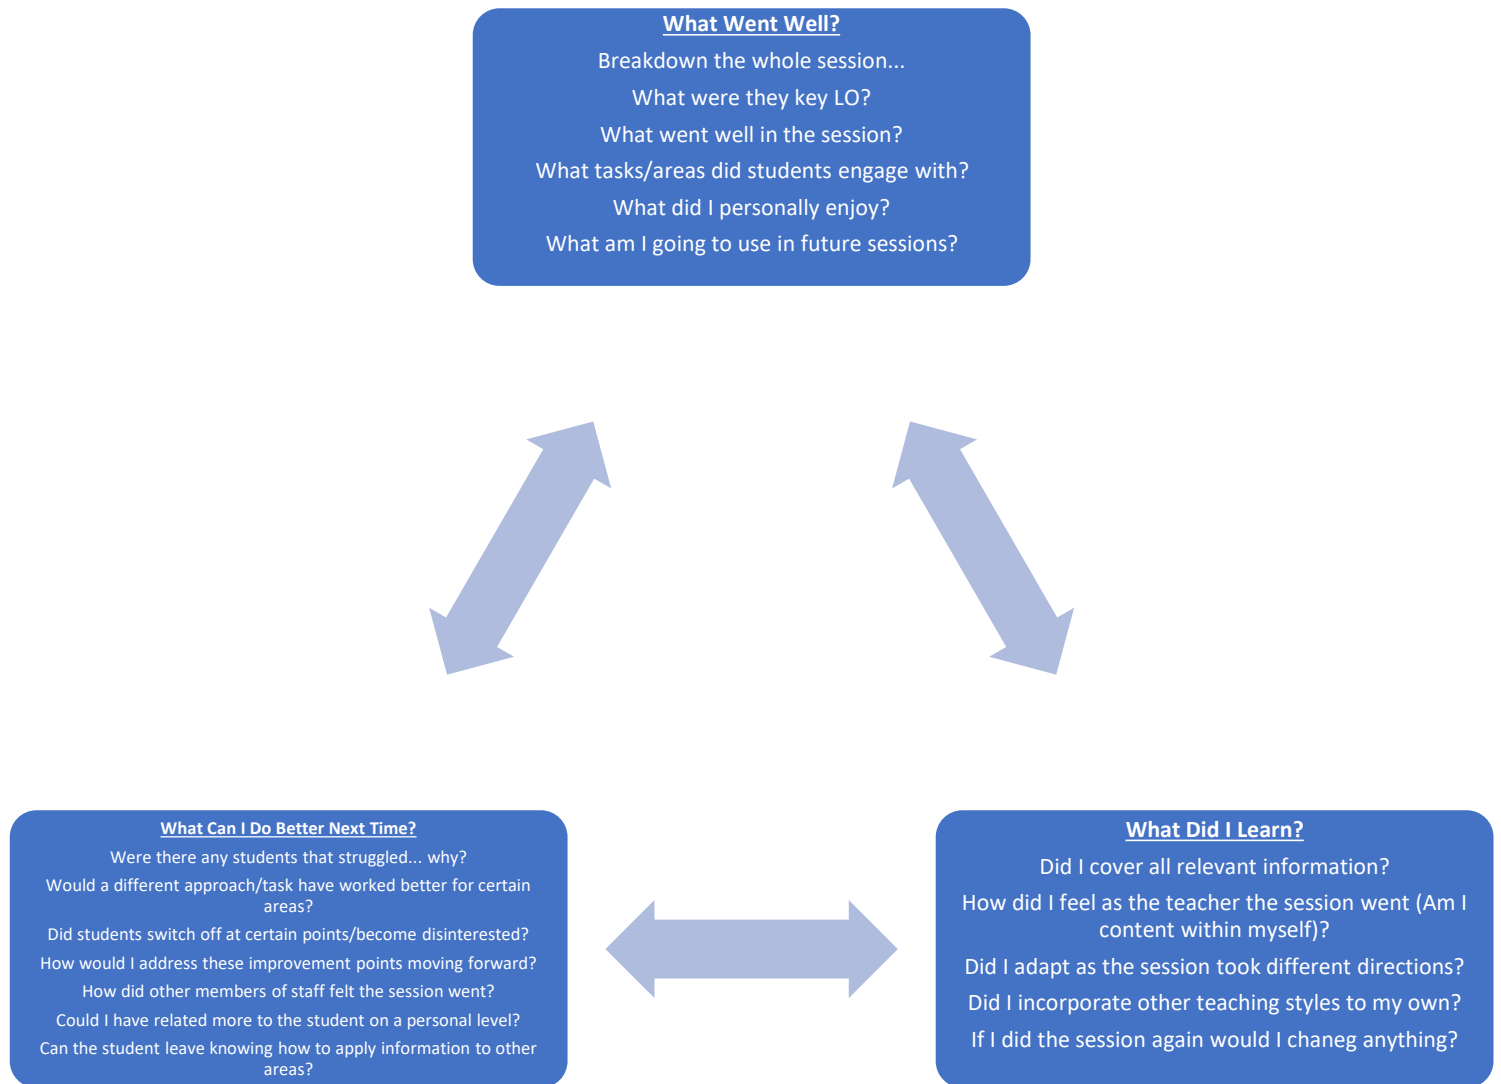 What Went Well?
Breakdown the whole session...
What were they key LO?
What went well in the session?
What tasks/areas did students engage with?
What did I personally enjoy?
What am I going to use in future sessions?
What Can I Do Better Next Time?
Were there any students that struggled... why?
Would a different approach/task have worked better for certain
areas?
Did students switch off at certain points/become disinterested?
How would I address these improvement points moving forward?
How did other members of staff felt the session went?
Could I have related more to the student on a personal level?
Can the student leave knowing how to apply information to other
areas?
What Did I Learn?
Did I cover all relevant information?
How did I feel as the teacher the session went (Am I
content within myself)?
Did I adapt as the session took different directions?
Did I incorporate other teaching styles to my own?
If I did the session again would I chaneg anything?